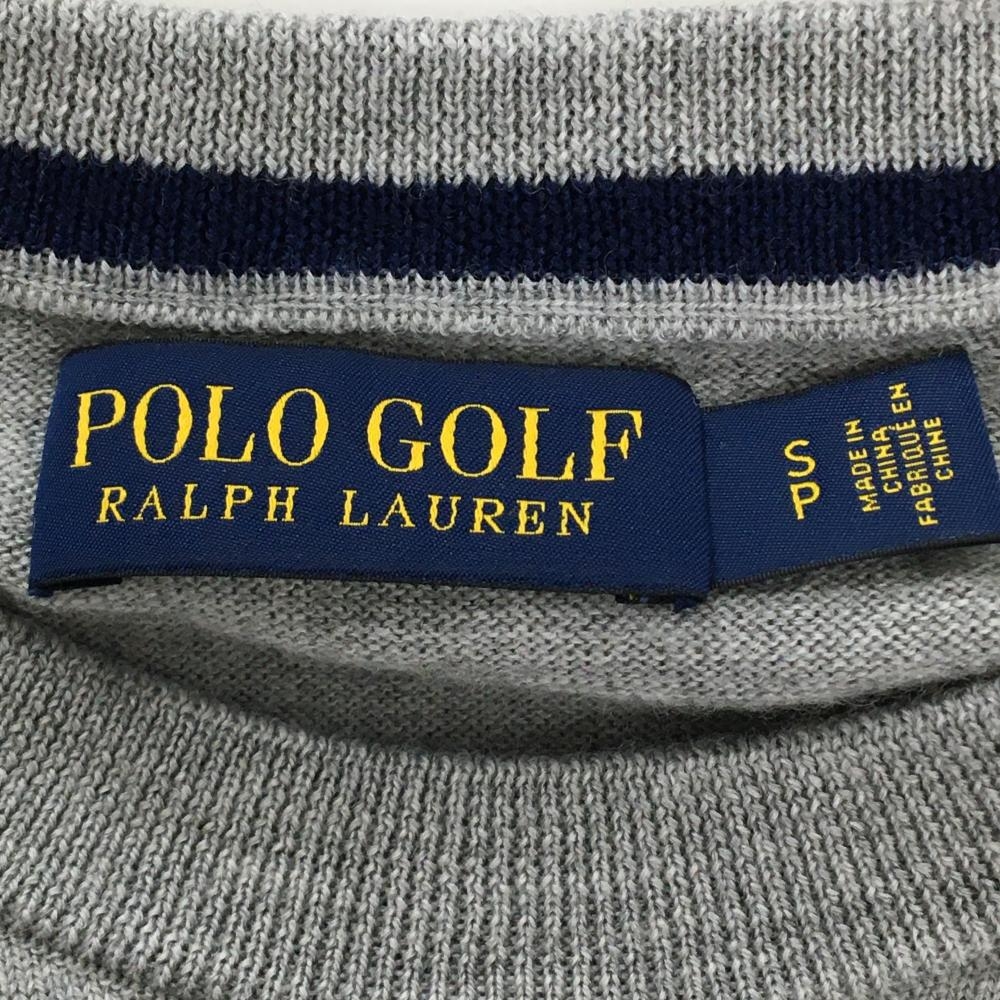 POLO GOLF
RALPH LAUREN
S
P
MADE IN
CHINA
FABRIQUÉ EN
CHINE